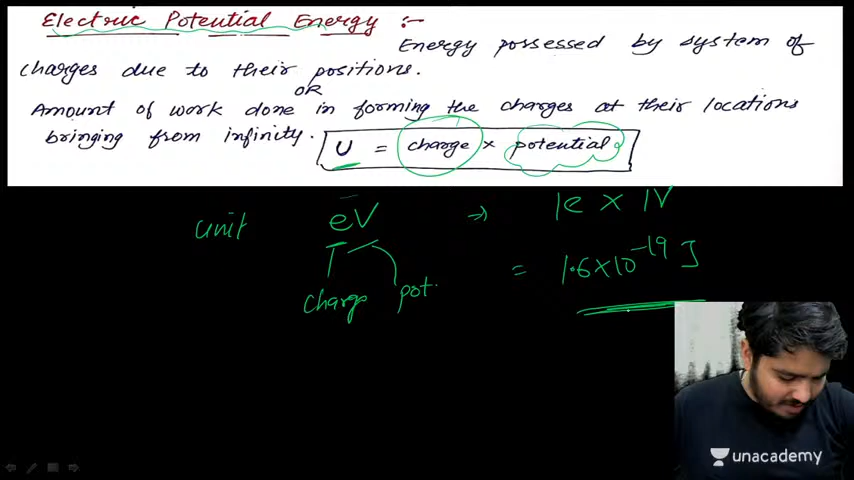 Electric Potential Energy :-
Energy possessed by system of
charges due to their positions.
OR
Amount of work done in forming the charges at their locations
bringing from infinity.
U = charge × potential
unit eV → 1e × 1V
= 1.6×10⁻¹⁹ J
charge pot.
unacademy